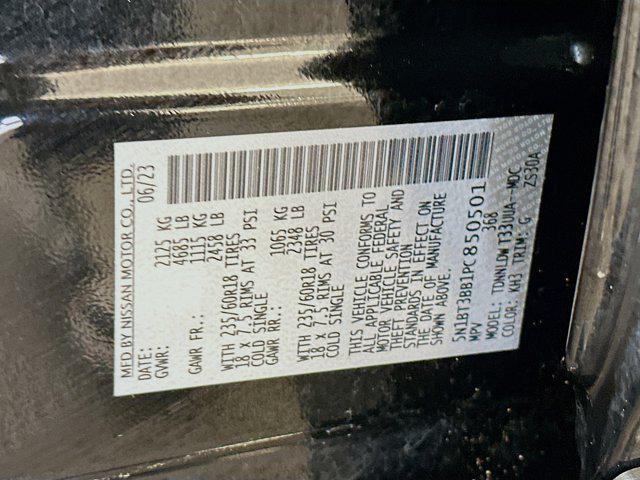 MFD BY NISSAN MOTOR CO., LTD.
DATE: 06/23
GVWR: 2125 KG
4685 LB
GAWR FR.: 1115 KG
2458 LB
WITH 235/60R18 TIRES
18 X 7.5 RIMS AT 33 PSI
COLD SINGLE
GAWR RR.: 1065 KG
2348 LB
WITH 235/60R18 TIRES
18 X 7.5 RIMS AT 30 PSI
COLD SINGLE
THIS VEHICLE CONFORMS TO
ALL APPLICABLE FEDERAL
MOTOR VEHICLE SAFETY AND
THEFT PREVENTION
STANDARDS IN EFFECT ON
THE DATE OF MANUFACTURE
SHOWN ABOVE.
5N1BT3BB1PC850501
MPV 368
MODEL: TDWNLDW T33UUA-MDC
COLOR: KH3 TRIM: G ZS30A